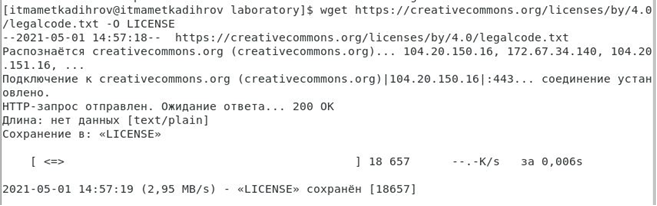 [itmametkadihrov@itmametkadihrov laboratory]$ wget https://creativecommons.org/licenses/by/4.0
/legalcode.txt -O LICENSE
--2021-05-01 14:57:18--  https://creativecommons.org/licenses/by/4.0/legalcode.txt
Распознаётся creativecommons.org (creativecommons.org)... 104.20.150.16, 172.67.34.140, 104.20
.151.16, ...
Подключение к creativecommons.org (creativecommons.org)|104.20.150.16|:443... соединение устан
овлено.
HTTP-запрос отправлен. Ожидание ответа... 200 OK
Длина: нет данных [text/plain]
Сохранение в: «LICENSE»
[ <=> ] 18 657 --.-K/s за 0,006s
2021-05-01 14:57:19 (2,95 MB/s) - «LICENSE» сохранён [18657]